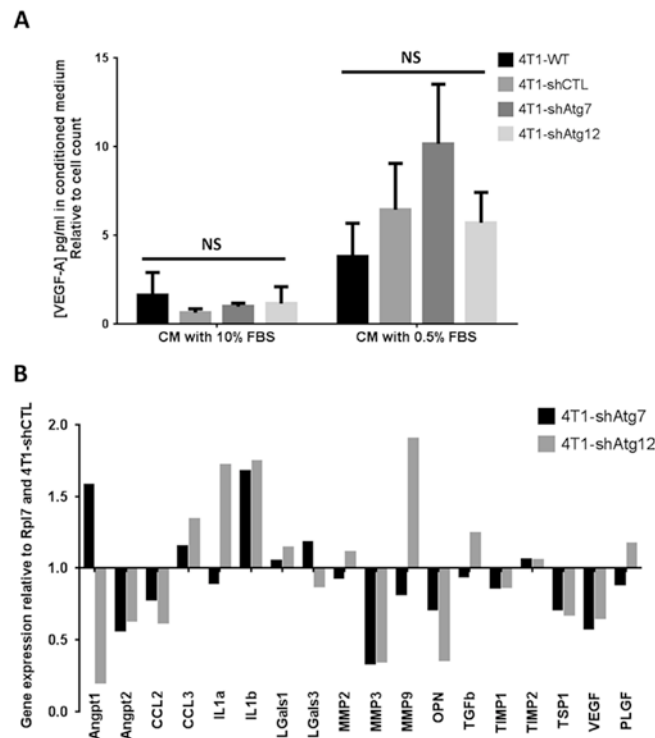 A
[VEGF-A] pg/ml in conditioned medium
Relative to cell count
15
10
5
0
NS
NS
CM with 10% FBS
CM with 0.5% FBS
4T1-WT
4T1-shCTL
4T1-shAtg7
4T1-shAtg12
B
Gene expression relative to Rpl7 and 4T1-shCTL
2.0
1.5
1.0
0.5
0.0
4T1-shAtg7
4T1-shAtg12
Angpt1
Angpt2
CCL2
CCL3
IL1a
IL1b
LGals1
LGals3
MMP2
MMP3
MMP9
OPN
TGFb
TIMP1
TIMP2
TSP1
VEGF
PLGF